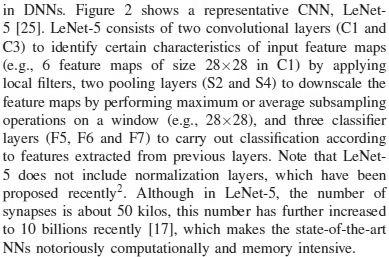 in DNNs. Figure 2 shows a representative CNN, LeNet-
5 [25]. LeNet-5 consists of two convolutional layers (C1 and
C3) to identify certain characteristics of input feature maps
(e.g., 6 feature maps of size 28×28 in C1) by applying
local filters, two pooling layers (S2 and S4) to downscale the
feature maps by performing maximum or average subsampling
operations on a window (e.g., 28×28), and three classifier
layers (F5, F6 and F7) to carry out classification according
to features extracted from previous layers. Note that LeNet-
5 does not include normalization layers, which have been
proposed recently². Although in LeNet-5, the number of
synapses is about 50 kilos, this number has further increased
to 10 billions recently [17], which makes the state-of-the-art
NNs notoriously computationally and memory intensive.